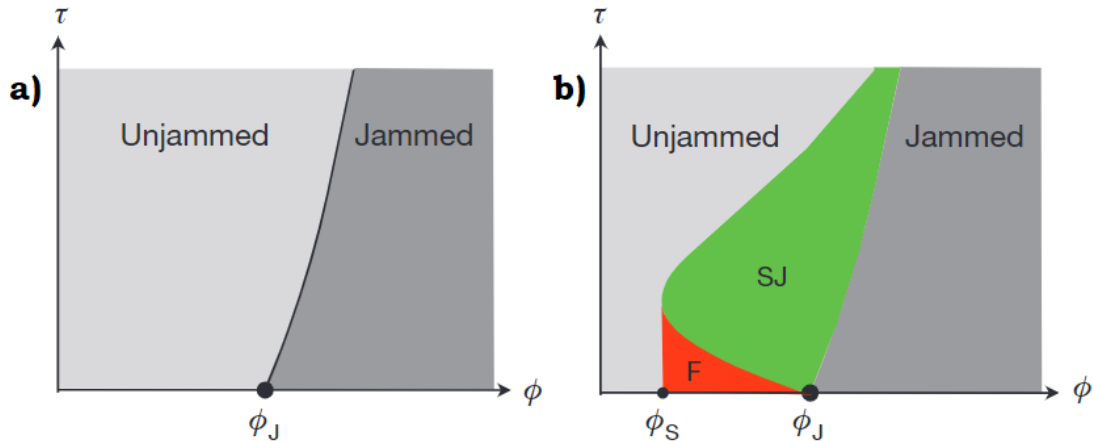 a)
τ
Unjammed
Jammed
ϕ
ϕJ
b)
τ
Unjammed
Jammed
SJ
F
ϕ
ϕS
ϕJ